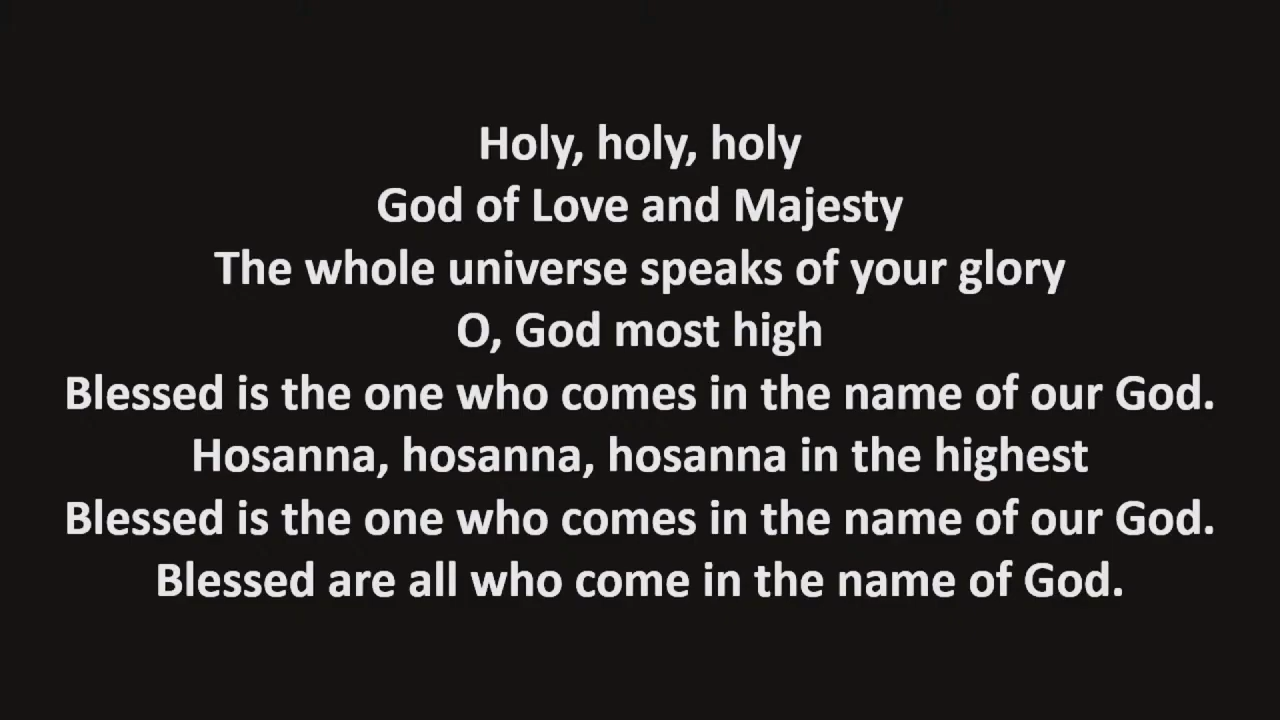 Holy, holy, holy
God of Love and Majesty
The whole universe speaks of your glory
O, God most high
Blessed is the one who comes in the name of our God.
Hosanna, hosanna, hosanna in the highest
Blessed is the one who comes in the name of our God.
Blessed are all who come in the name of God.